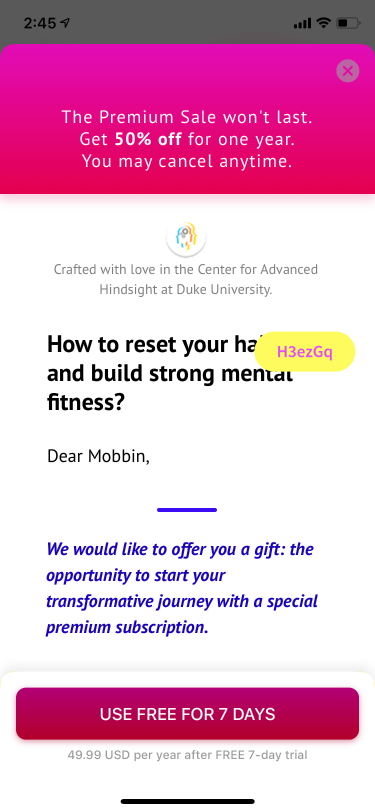 2:45
The Premium Sale won't last.
Get 50% off for one year.
You may cancel anytime.
Crafted with love in the Center for Advanced
Hindsight at Duke University.
How to reset your
H3ezGq
and build strong mental
fitness?
Dear Mobbin,
We would like to offer you a gift: the
opportunity to start your
transformative journey with a special
premium subscription.
USE FREE FOR 7 DAYS
49.99 USD per year after FREE 7-day trial